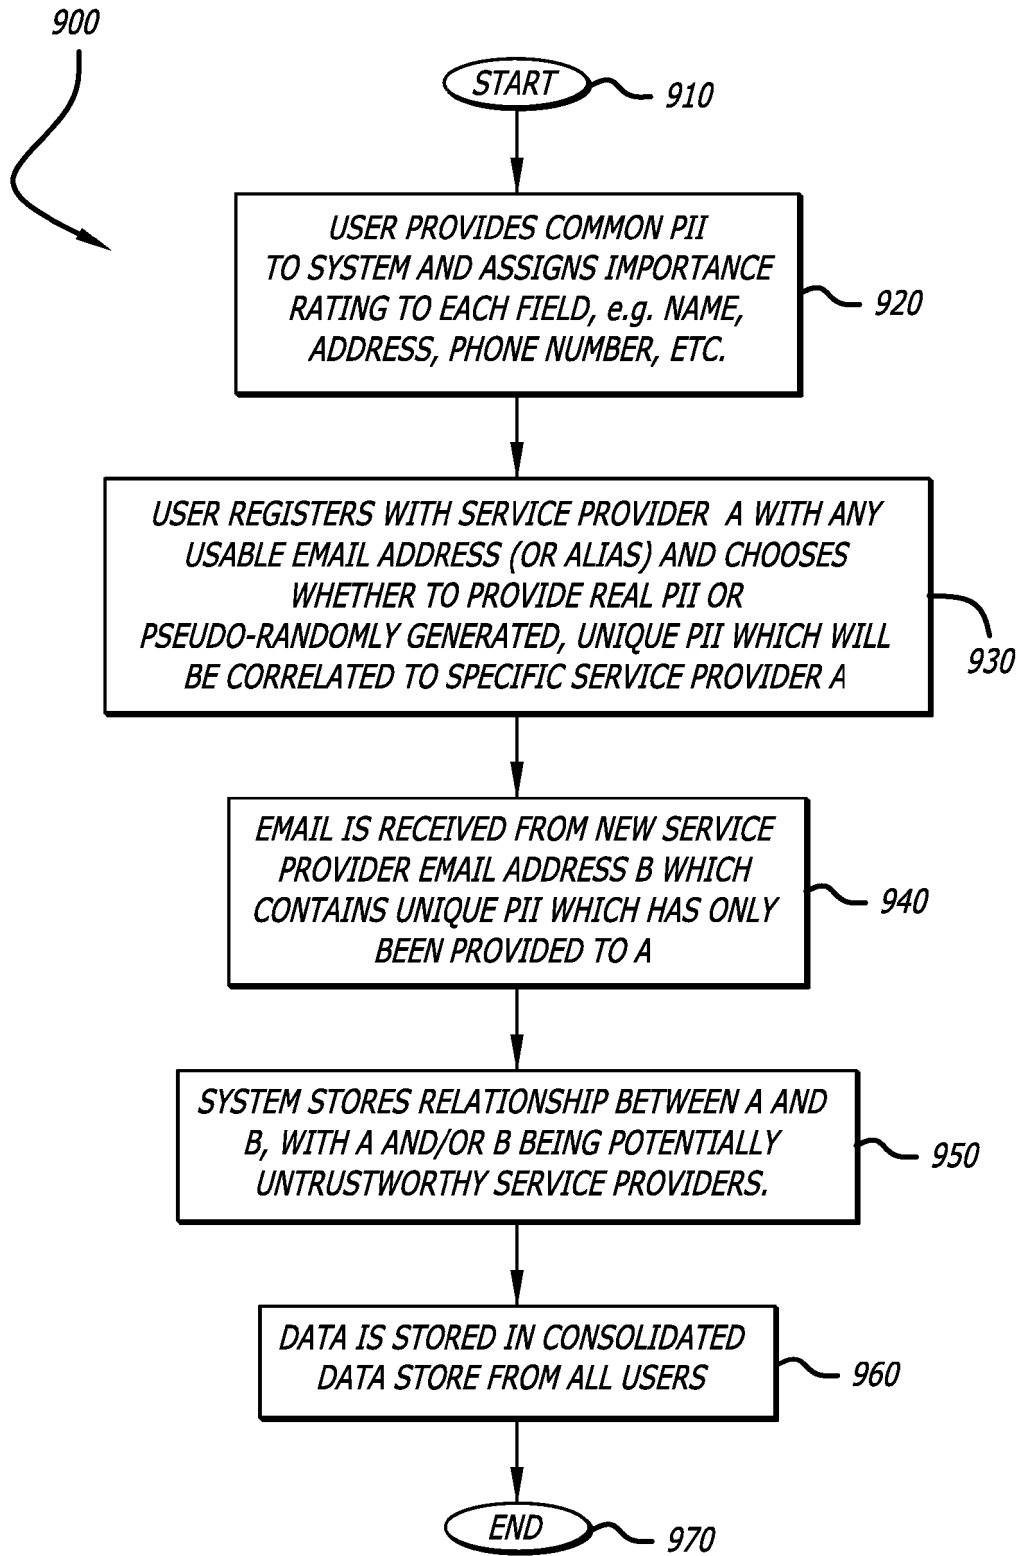 900
START
910
USER PROVIDES COMMON PII
TO SYSTEM AND ASSIGNS IMPORTANCE
RATING TO EACH FIELD, e.g. NAME,
ADDRESS, PHONE NUMBER, ETC.
920
USER REGISTERS WITH SERVICE PROVIDER A WITH ANY
USABLE EMAIL ADDRESS (OR ALIAS) AND CHOOSES
WHETHER TO PROVIDE REAL PII OR
PSEUDO-RANDOMLY GENERATED, UNIQUE PII WHICH WILL
BE CORRELATED TO SPECIFIC SERVICE PROVIDER A
930
EMAIL IS RECEIVED FROM NEW SERVICE
PROVIDER EMAIL ADDRESS B WHICH
CONTAINS UNIQUE PII WHICH HAS ONLY
BEEN PROVIDED TO A
940
SYSTEM STORES RELATIONSHIP BETWEEN A AND
B, WITH A AND/OR B BEING POTENTIALLY
UNTRUSTWORTHY SERVICE PROVIDERS.
950
DATA IS STORED IN CONSOLIDATED
DATA STORE FROM ALL USERS
960
END
970